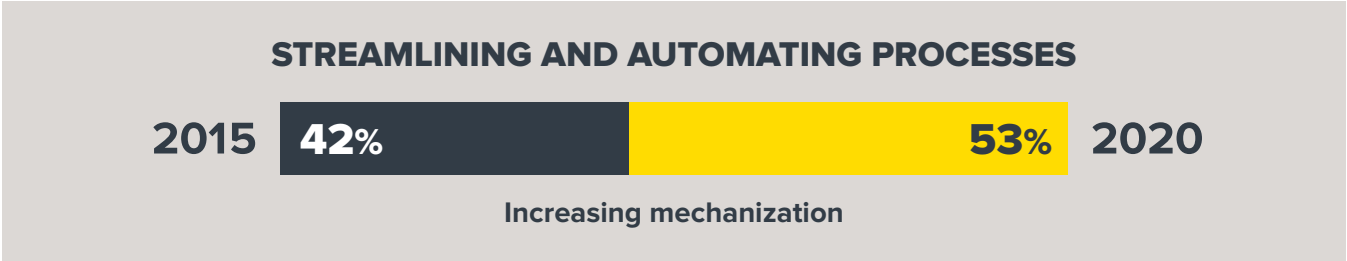 STREAMLINING AND AUTOMATING PROCESSES
2015 42% 53% 2020
Increasing mechanization